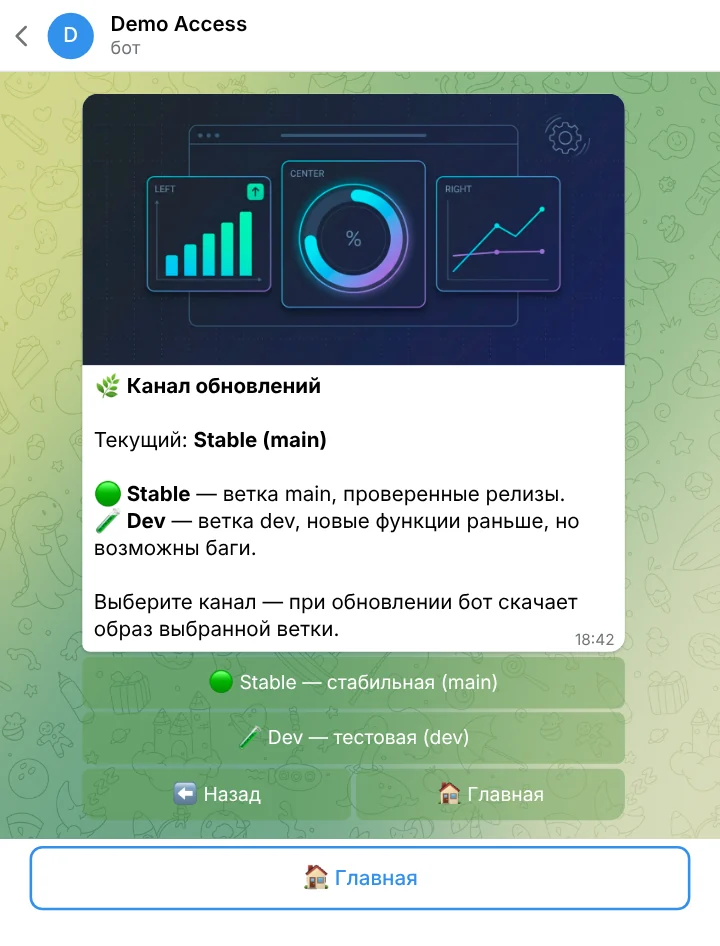 D
Demo Access
бот
LEFT
CENTER
RIGHT
%
🌿 Канал обновлений
Текущий: Stable (main)
🟢 Stable — ветка main, проверенные релизы.
🧪 Dev — ветка dev, новые функции раньше, но
возможны баги.
Выберите канал — при обновлении бот скачает
образ выбранной ветки.
18:42
🟢 Stable — стабильная (main)
🧪 Dev — тестовая (dev)
⬅️ Назад
🏠 Главная
🏠 Главная